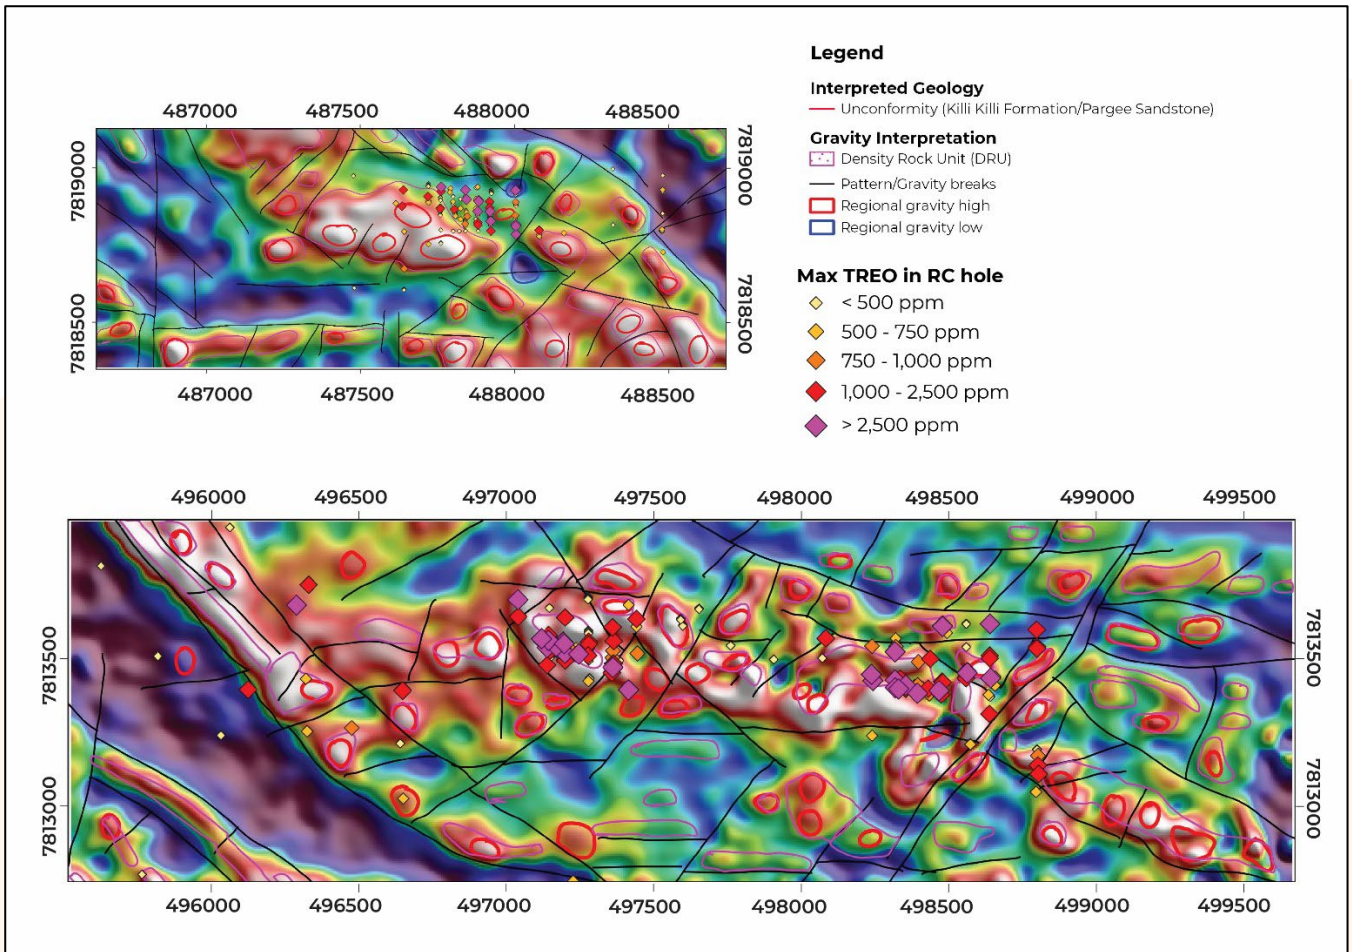 Legend
Interpreted Geology
Unconformity (Killi Killi Formation/Pargee Sandstone)
Gravity Interpretation
Density Rock Unit (DRU)
Pattern/Gravity breaks
Regional gravity high
Regional gravity low
Max TREO in RC hole
< 500 ppm
500 - 750 ppm
750 - 1,000 ppm
1,000 - 2,500 ppm
> 2,500 ppm
487000 487500 488000 488500
7819000 7819000
7818500 7818500
487000 487500 488000 488500
496000 496500 497000 497500 498000 498500 499000 499500
7813500 7813500
7813000 7813000
496000 496500 497000 497500 498000 498500 499000 499500